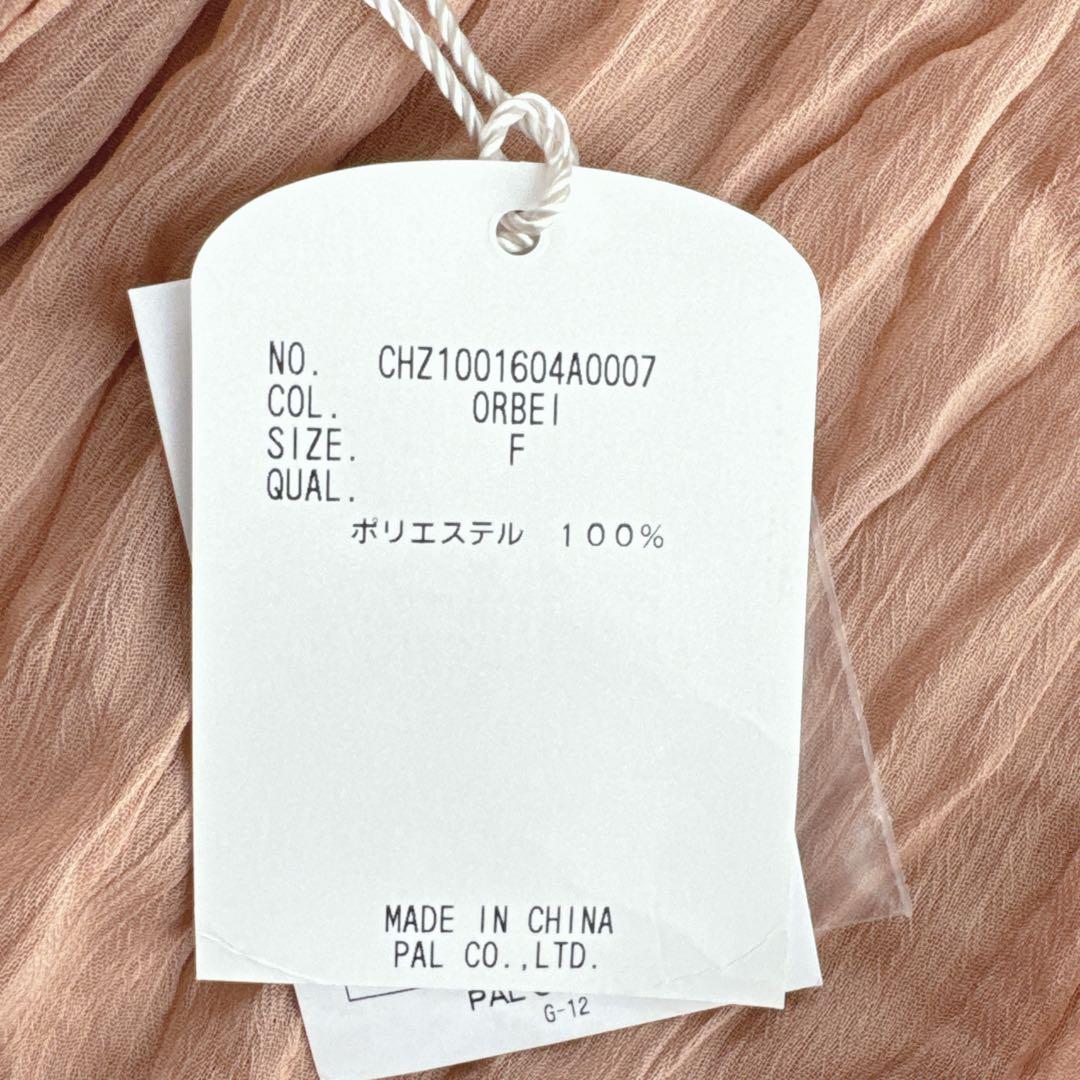 NO. CHZ1001604A0007
COL. ORBEI
SIZE. F
QUAL.
ポリエステル 100%
MADE IN CHINA
PAL CO.,LTD.
PAL
G-12